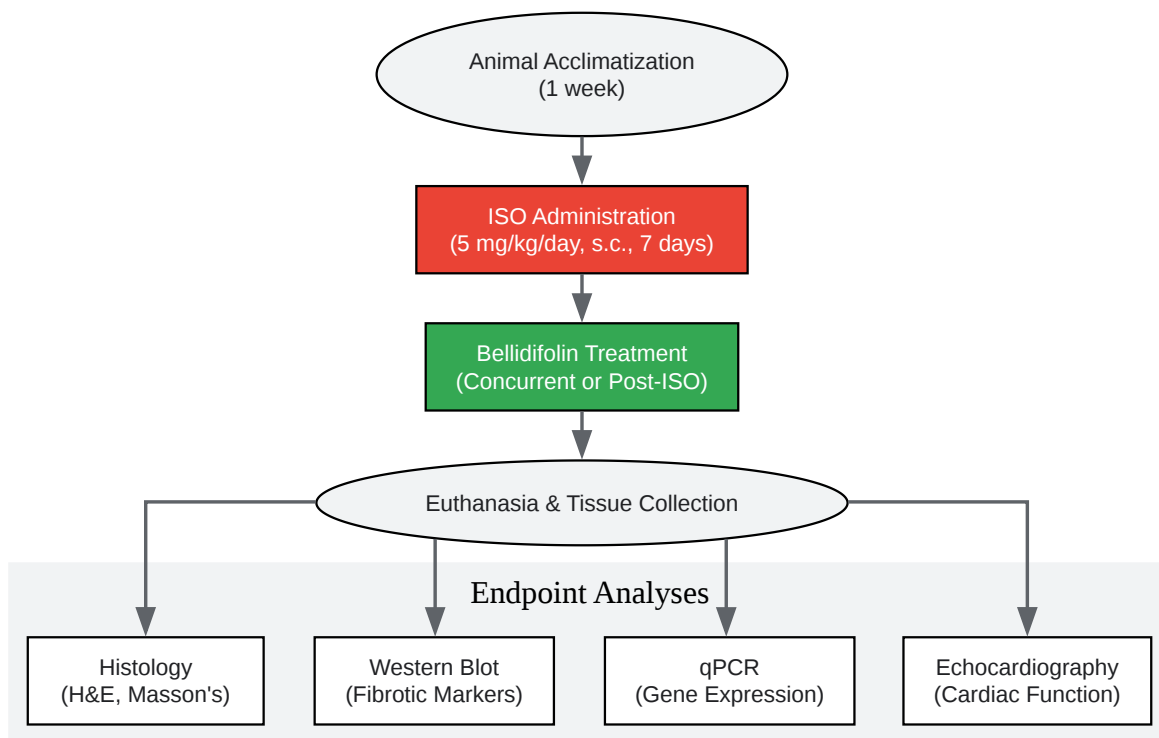 Animal Acclimatization
(1 week)
ISO Administration
(5 mg/kg/day, s.c., 7 days)
Bellidifolin Treatment
(Concurrent or Post-ISO)
Euthanasia & Tissue Collection
Endpoint Analyses
Histology
(H&E, Masson's)
Western Blot
(Fibrotic Markers)
qPCR
(Gene Expression)
Echocardiography
(Cardiac Function)